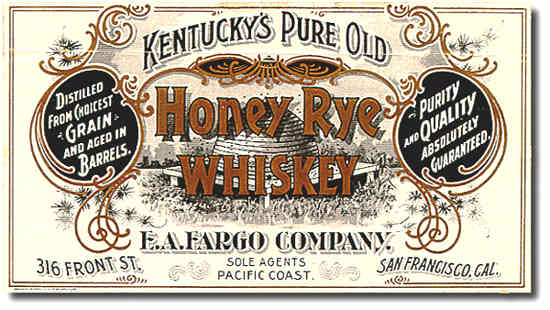 KENTUCKY'S PURE OLD
Honey Rye
WHISKEY
DISTILLED
FROM CHOICEST
GRAIN
AND AGED IN
BARRELS.
PURITY
AND QUALITY
ABSOLUTELY
GUARANTEED.
E.A. FARGO COMPANY.
316 FRONT ST.
SOLE AGENTS
PACIFIC COAST.
SAN FRANCISCO, CAL.